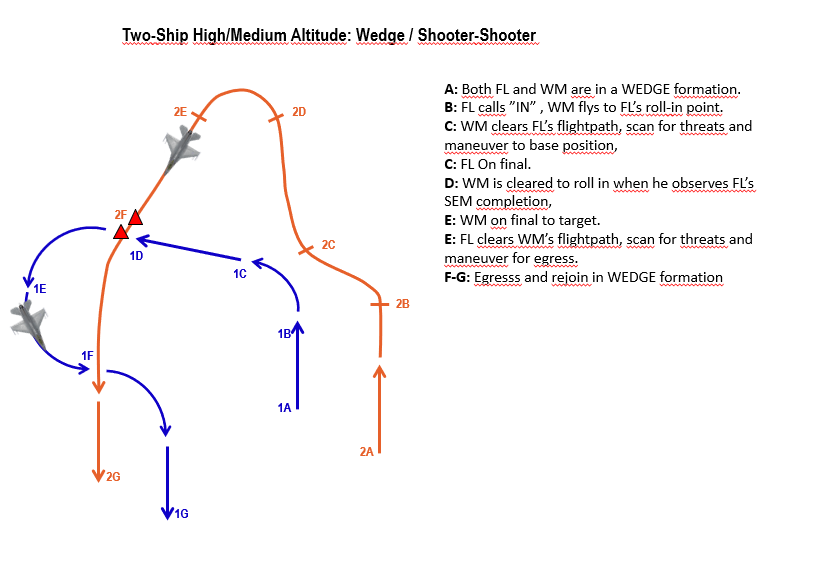 Two-Ship High/Medium Altitude: Wedge / Shooter-Shooter
A: Both FL and WM are in a WEDGE formation.
B: FL calls ”IN” , WM flys to FL’s roll-in point.
C: WM clears FL’s flightpath, scan for threats and
maneuver to base position,
C: FL On final.
D: WM is cleared to roll in when he observes FL’s
SEM completion,
E: WM on final to target.
E: FL clears WM’s flightpath, scan for threats and
maneuver for egress.
F-G: Egresss and rejoin in WEDGE formation
2E
2D
2F
2C
1D
1C
1E
2B
1B
1F
1A
2A
2G
1G